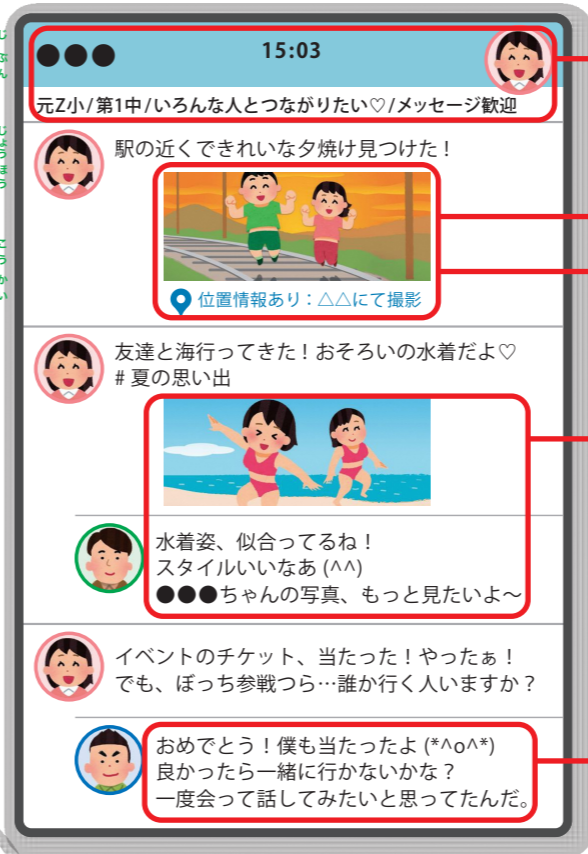 ●●●
15:03
元Z小/第1中/いろんな人とつながりたい♡/メッセージ歓迎
駅の近くできれいな夕焼け見つけた！
位置情報あり：△△にて撮影
友達と海行ってきた！おそろいの水着だよ♡
#夏の思い出
水着姿、似合ってるね！
スタイルいいなあ(^^)
●●●ちゃんの写真、もっと見たいよ～
イベントのチケット、当たった！やったぁ！
でも、ぼっち参戦つら…誰か行く人いますか？
おめでとう！僕も当たったよ(*^o^*)
良かったら一緒に行かないかな？
一度会って話してみたいと思ってたんだ。